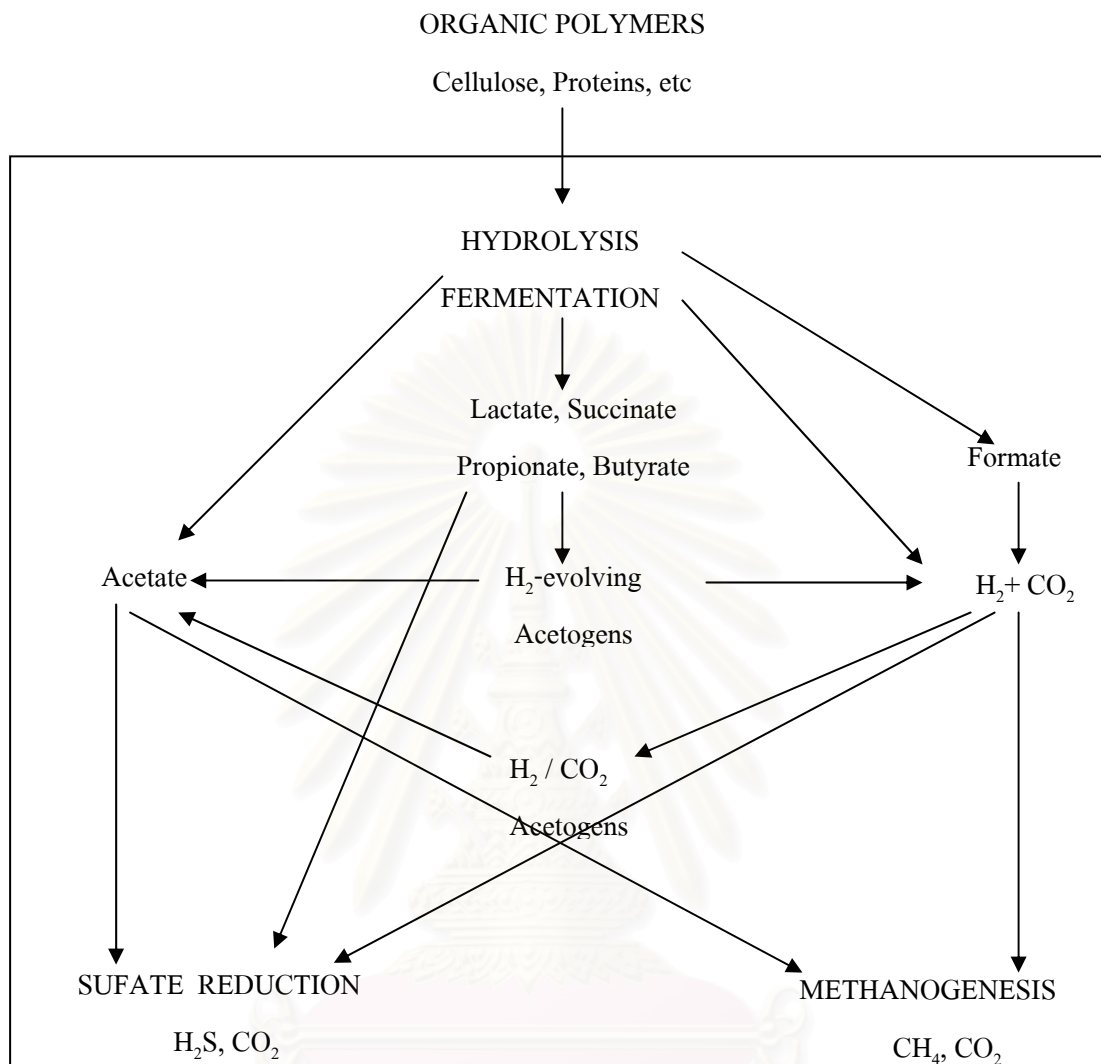 ORGANIC POLYMERS
Cellulose, Proteins, etc
HYDROLYSIS
FERMENTATION
Lactate, Succinate
Propionate, Butyrate
Formate
Acetate
H₂-evolving
Acetogens
H₂+ CO₂
H₂ / CO₂
Acetogens
SUFATE REDUCTION
H₂S, CO₂
METHANOGENESIS
CH₄, CO₂